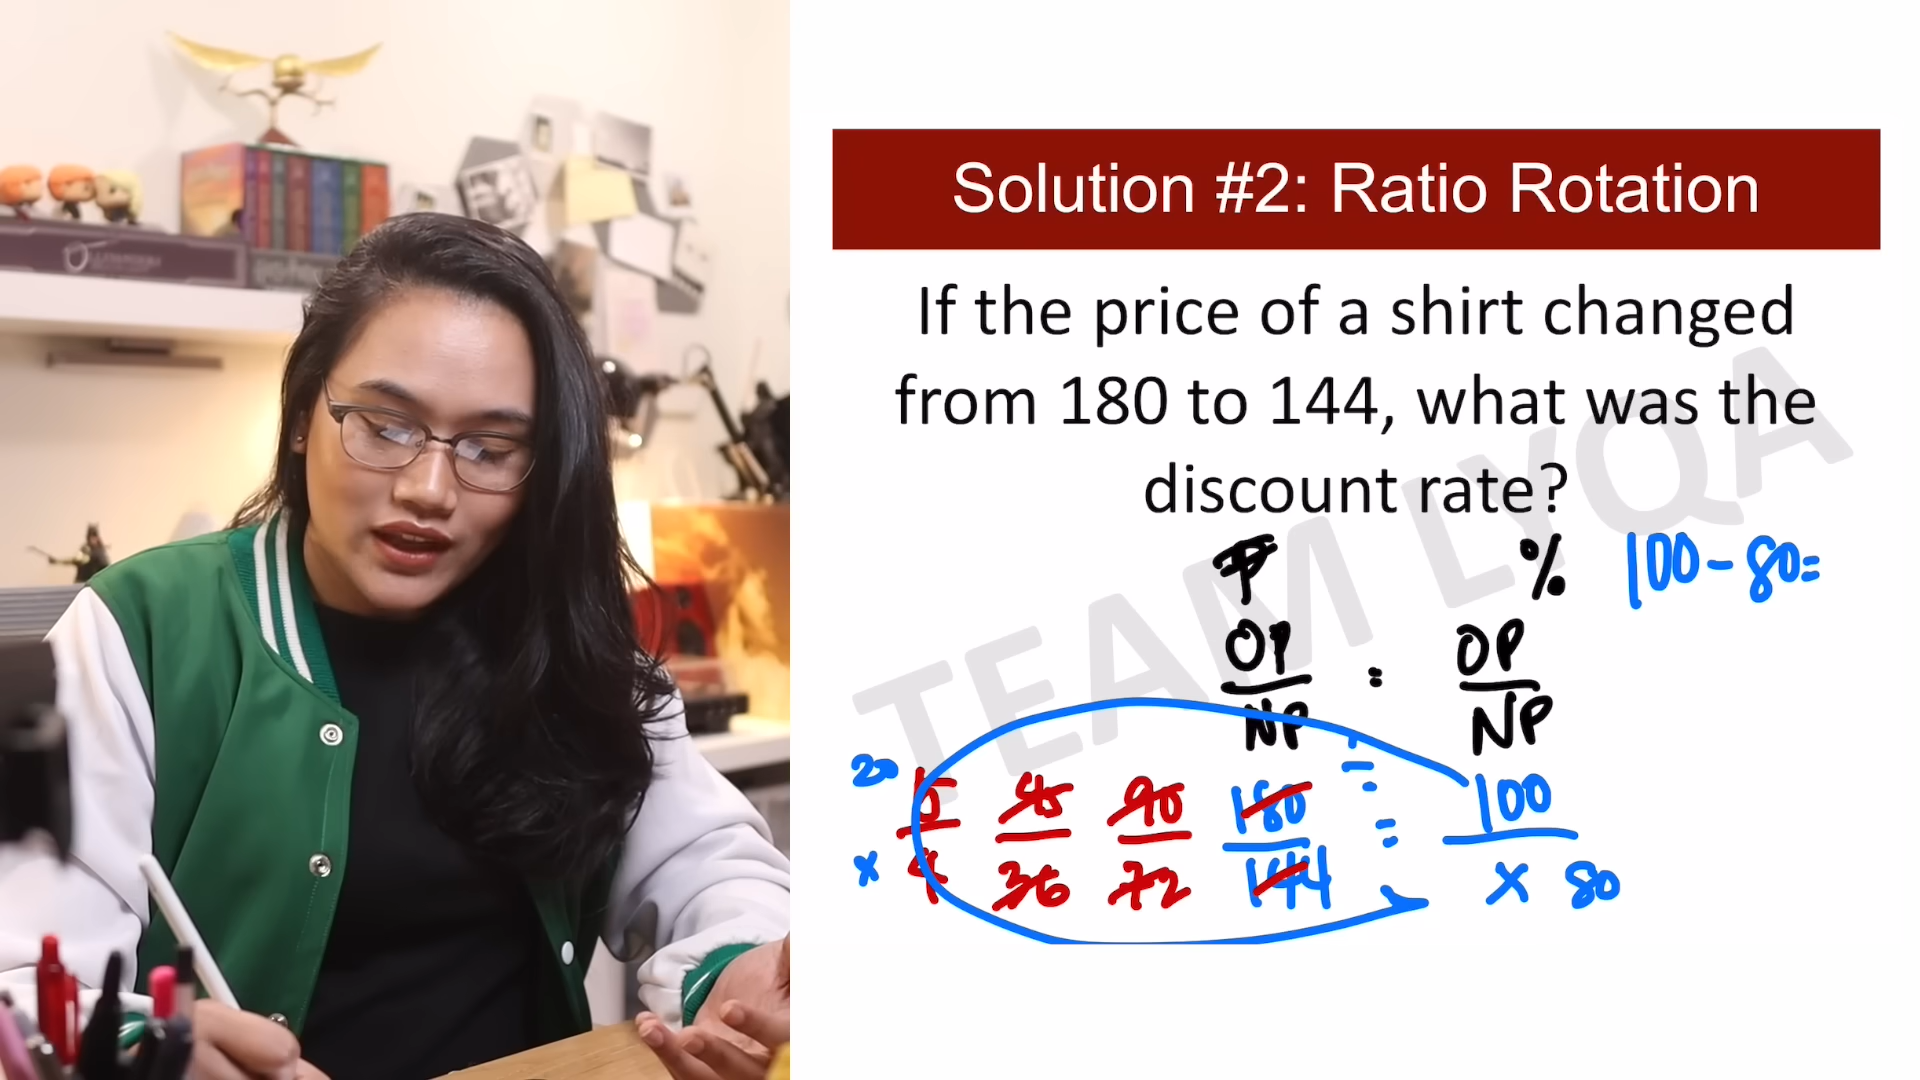 Solution #2: Ratio Rotation
If the price of a shirt changed
from 180 to 144, what was the
discount rate?
TEAM LYQA
P % 100 - 80 =
OP = OP
NP NP
20 5 45 90 180 = 100
x 4 36 72 144 x 80